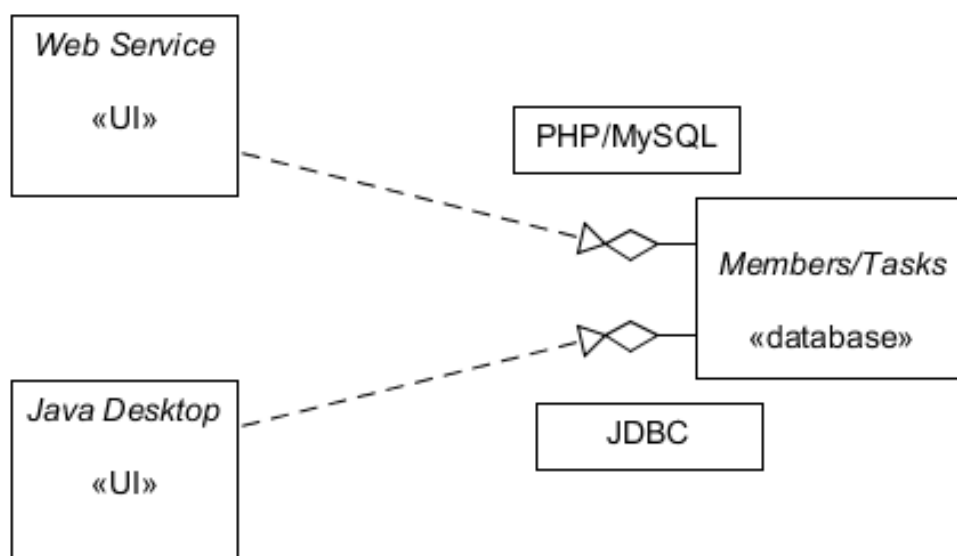 Web Service
«UI»
PHP/MySQL
Members/Tasks
«database»
Java Desktop
«UI»
JDBC